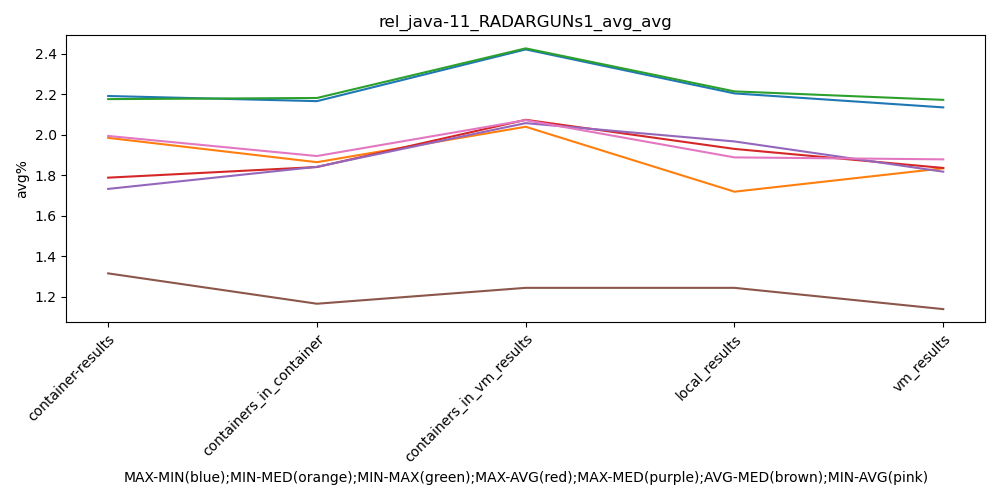 rel_java-11_RADARGUNs1_avg_avg
avg%
2.4
2.2
2.0
1.8
1.6
1.4
1.2
container-results
containers_in_container
containers_in_vm_results
local_results
vm_results
MAX-MIN(blue);MIN-MED(orange);MIN-MAX(green);MAX-AVG(red);MAX-MED(purple);AVG-MED(brown);MIN-AVG(pink)